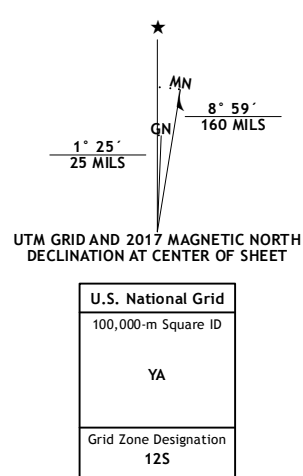 ★
MN
GN
8° 59´
160 MILS
1° 25´
25 MILS
UTM GRID AND 2017 MAGNETIC NORTH
DECLINATION AT CENTER OF SHEET
U.S. National Grid
100,000-m Square ID
YA
Grid Zone Designation
12S